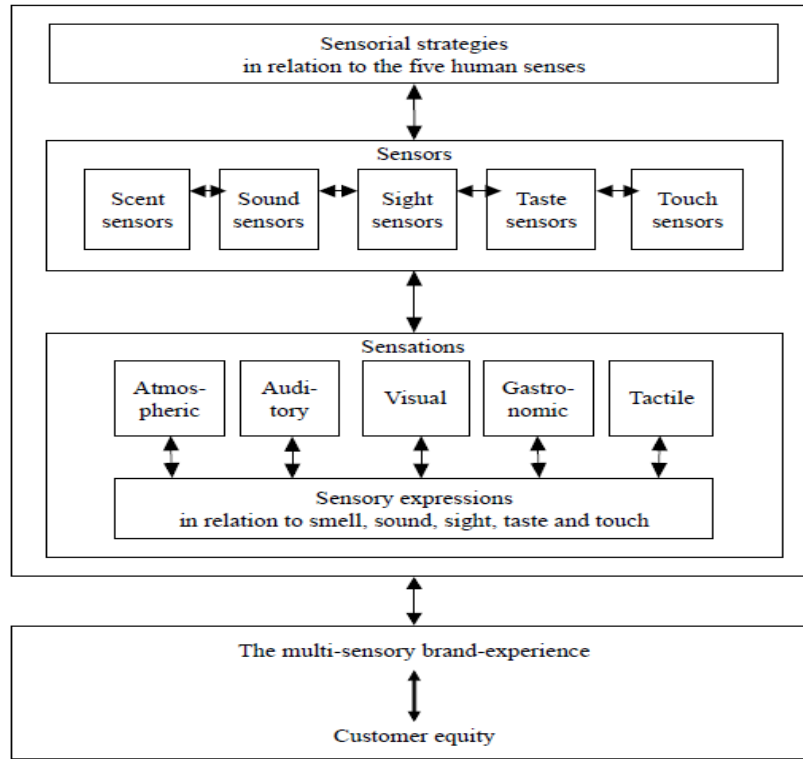 Sensorial strategies
in relation to the five human senses
Sensors
Scent
sensors
Sound
sensors
Sight
sensors
Taste
sensors
Touch
sensors
Sensations
Atmos-
pheric
Audi-
tory
Visual
Gastro-
nomic
Tactile
Sensory expressions
in relation to smell, sound, sight, taste and touch
The multi-sensory brand-experience
Customer equity